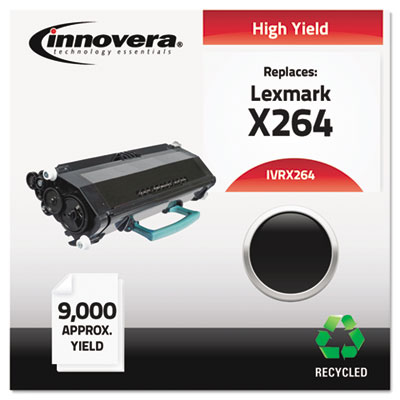 innovera®
technology essentials
High Yield
Replaces:
Lexmark
X264
IVRX264
9,000
APPROX.
YIELD
RECYCLED